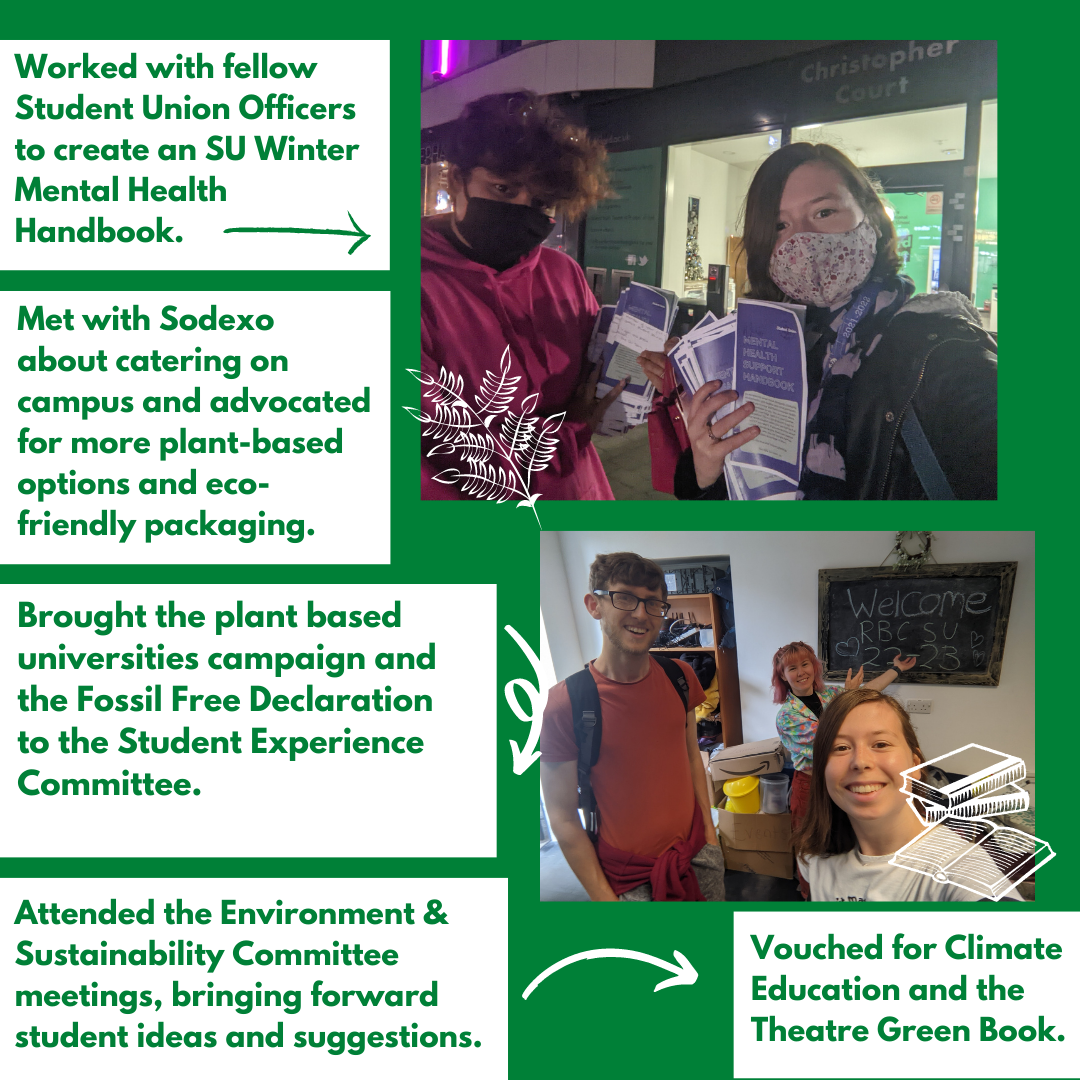 Worked with fellow
Student Union Officers
to create an SU Winter
Mental Health
Handbook.
Christopher
Court
2021-2022
MENTAL
HEALTH
SUPPORT
HANDBOOK
Met with Sodexo
about catering on
campus and advocated
for more plant-based
options and eco-
friendly packaging.
Brought the plant based
universities campaign and
the Fossil Free Declaration
to the Student Experience
Committee.
Welcome
RBC SU
22-23
Attended the Environment &
Sustainability Committee
meetings, bringing forward
student ideas and suggestions.
Vouched for Climate
Education and the
Theatre Green Book.